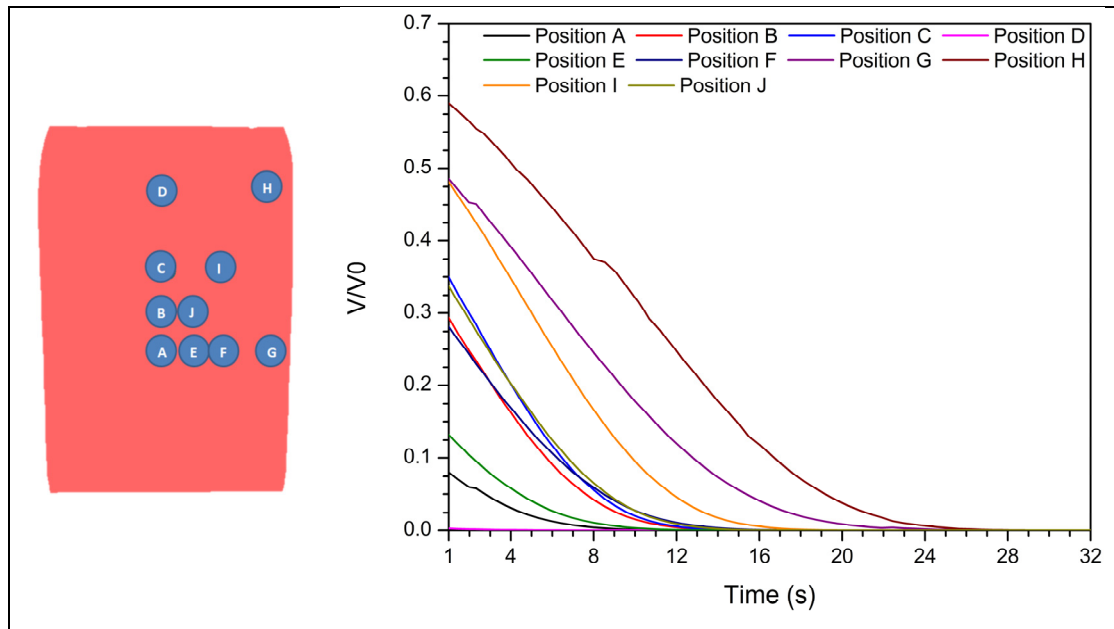 D H
C I
B J
A E F G
Position A Position B Position C Position D
Position E Position F Position G Position H
Position I Position J
0.7
0.6
0.5
0.4
0.3
0.2
0.1
0.0
V/V0
1 4 8 12 16 20 24 28 32
Time (s)